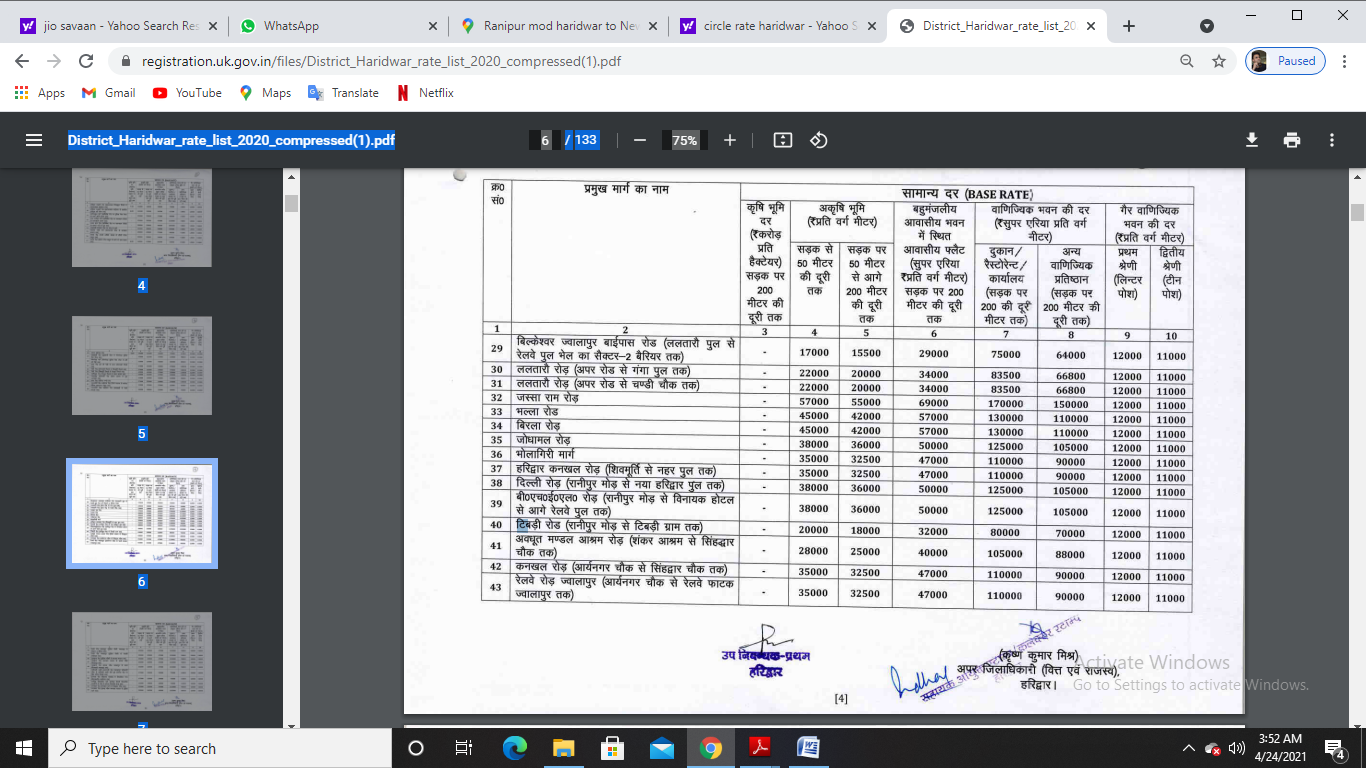 jio savaan - Yahoo Search Res
WhatsApp
Ranipur mod haridwar to Nev
circle rate haridwar - Yahoo S
District_Haridwar_rate_list_20
registration.uk.gov.in/files/District_Haridwar_rate_list_2020_compressed(1).pdf
Paused
Apps Gmail YouTube Maps Translate Netflix
District_Haridwar_rate_list_2020_compressed(1).pdf
6 / 133
75%
4
5
6
क्र0 सं0
प्रमुख मार्ग का नाम
सामान्य दर (BASE RATE)
कृषि भूमि दर (₹करोड़ प्रति हैक्टेयर) सड़क पर 200 मीटर की दूरी तक
अकृषि भूमि (₹प्रति वर्ग मीटर)
सड़क से 50 मीटर की दूरी तक
सड़क पर 50 मीटर से आगे 200 मीटर की दूरी तक
बहुमंजलीय आवासीय भवन में स्थित आवासीय फ्लैट (सुपर एरिया ₹प्रति वर्ग मीटर) सड़क पर 200 मीटर की दूरी तक
वाणिज्यिक भवन की दर (₹सुपर एरिया प्रति वर्ग मीटर)
दुकान/ रैस्टोरेन्ट/ कार्यालय (सड़क पर 200 की दूरी मीटर तक)
अन्य वाणिज्यिक प्रतिष्ठान (सड़क पर 200 मीटर की दूरी तक)
गैर वाणिज्यिक भवन की दर (₹प्रति वर्ग मीटर)
प्रथम श्रेणी (लिन्टर पोश)
द्वितीय श्रेणी (टीन पोश)
1 2 3 4 5 6 7 8 9 10
29 बिल्केश्वर ज्वालापुर बाईपास रोड (ललतारौ पुल से रेलवे पुल भेल का सैक्टर–2 बैरियर तक) - 17000 15500 29000 75000 64000 12000 11000
30 ललतारौ रोड़ (अपर रोड से गंगा पुल तक) - 22000 20000 34000 83500 66800 12000 11000
31 ललतारौ रोड़ (अपर रोड से चण्डी चौक तक) - 22000 20000 34000 83500 66800 12000 11000
32 जस्सा राम रोड़ - 57000 55000 69000 170000 150000 12000 11000
33 भल्ला रोड - 45000 42000 57000 130000 110000 12000 11000
34 बिरला रोड़ - 45000 42000 57000 130000 110000 12000 11000
35 जोधामल रोड़ - 38000 36000 50000 125000 105000 12000 11000
36 भोलागिरी मार्ग - 35000 32500 47000 110000 90000 12000 11000
37 हरिद्वार कनखल रोड़ (शिवमूर्ति से नहर पुल तक) - 35000 32500 47000 110000 90000 12000 11000
38 दिल्ली रोड़ (रानीपुर मोड़ से नया हरिद्वार पुल तक) - 38000 36000 50000 125000 105000 12000 11000
39 बी0एच0ई0एल0 रोड़ (रानीपुर मोड़ से विनायक होटल से आगे रेलवे पुल तक) - 38000 36000 50000 125000 105000 12000 11000
40 टिबड़ी रोड (रानीपुर मोड़ से टिबड़ी ग्राम तक) - 20000 18000 32000 80000 70000 12000 11000
41 अवधूत मण्डल आश्रम रोड़ (शंकर आश्रम से सिंहद्वार चौक तक) - 28000 25000 40000 105000 88000 12000 11000
42 कनखल रोड़ (आर्यनगर चौक से सिंहद्वार चौक तक) - 35000 32500 47000 110000 90000 12000 11000
43 रेलवे रोड़ ज्वालापुर (आर्यनगर चौक से रेलवे फाटक ज्वालापुर तक) - 35000 32500 47000 110000 90000 12000 11000
उप निबन्धक-प्रथम
हरिद्वार
(कृष्ण कुमार मिश्र)
अपर जिलाधिकारी (वित्त एवं राजस्व),
हरिद्वार।
[4]
Activate Windows
Go to Settings to activate Windows.
Type here to search
3:52 AM
4/24/2021
4